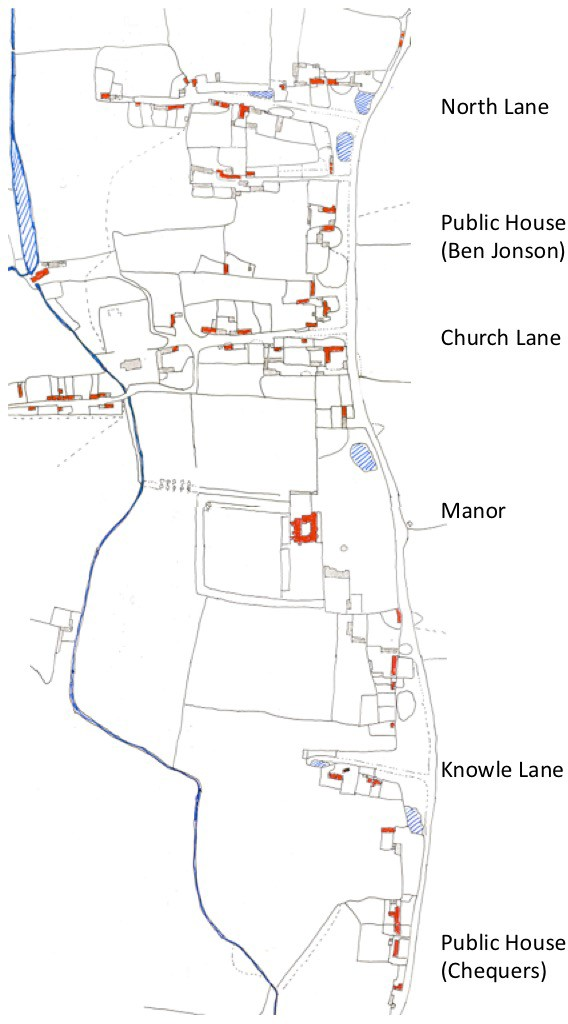 North Lane
Public House
(Ben Jonson)
Church Lane
Manor
Knowle Lane
Public House
(Chequers)